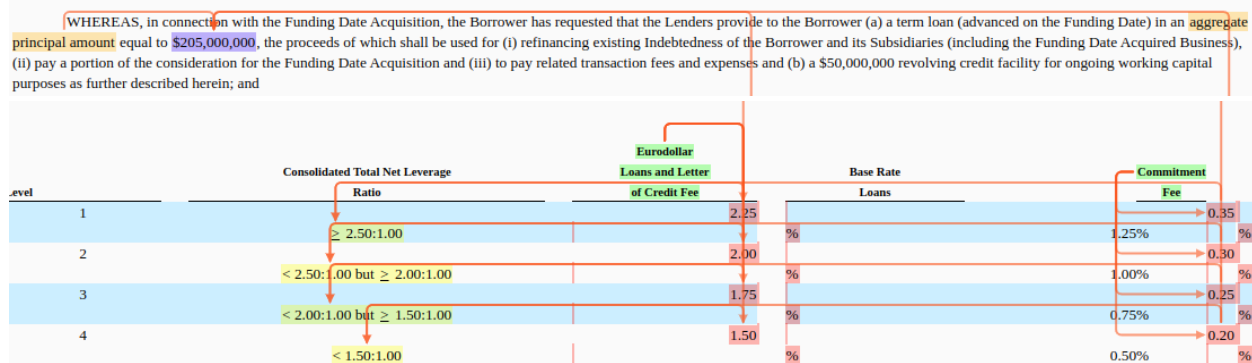 WHEREAS, in connection with the Funding Date Acquisition, the Borrower has requested that the Lenders provide to the Borrower (a) a term loan (advanced on the Funding Date) in an aggregate
principal amount equal to $205,000,000, the proceeds of which shall be used for (i) refinancing existing Indebtedness of the Borrower and its Subsidiaries (including the Funding Date Acquired Business),
(ii) pay a portion of the consideration for the Funding Date Acquisition and (iii) to pay related transaction fees and expenses and (b) a $50,000,000 revolving credit facility for ongoing working capital
purposes as further described herein; and
Eurodollar
Consolidated Total Net Leverage Loans and Letter Base Rate Commitment
evel Ratio of Credit Fee Loans Fee
1 2.25 0.35
≥ 2.50:1.00 % 1.25% %
2 2.00 0.30
< 2.50:1.00 but ≥ 2.00:1.00 % 1.00% %
3 1.75 0.25
< 2.00:1.00 but ≥ 1.50:1.00 % 0.75% %
4 1.50 0.20
< 1.50:1.00 % 0.50% %